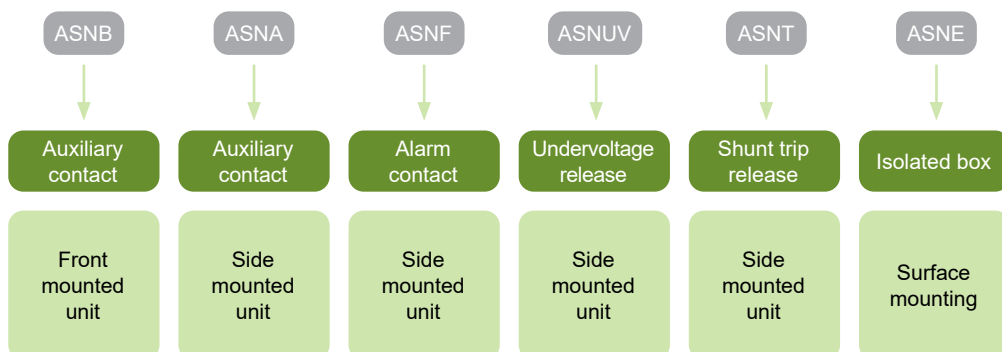 ASNB
ASNA
ASNF
ASNUV
ASNT
ASNE
Auxiliary
contact
Auxiliary
contact
Alarm
contact
Undervoltage
release
Shunt trip
release
Isolated box
Front
mounted
unit
Side
mounted
unit
Side
mounted
unit
Side
mounted
unit
Side
mounted
unit
Surface
mounting